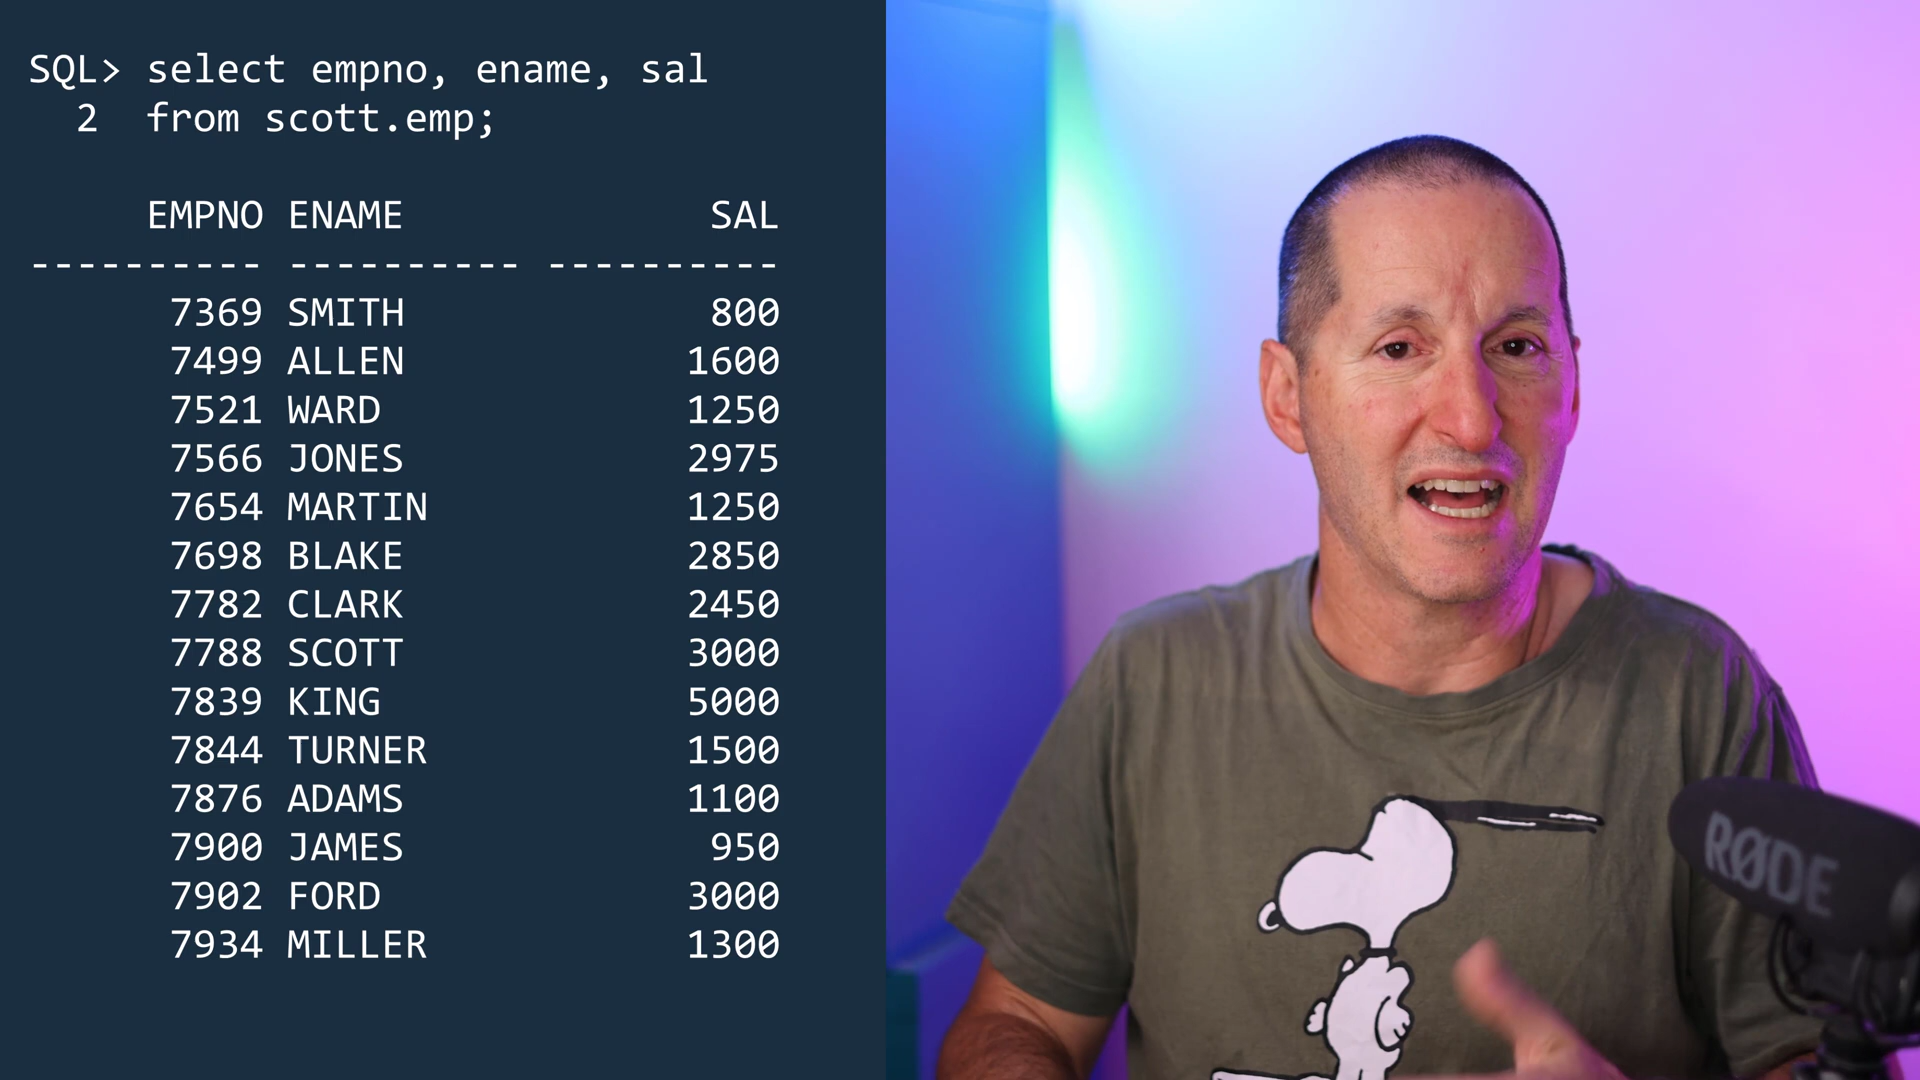 SQL> select empno, ename, sal
  2  from scott.emp;
     EMPNO ENAME             SAL
---------- ---------- ----------
      7369 SMITH             800
      7499 ALLEN            1600
      7521 WARD             1250
      7566 JONES            2975
      7654 MARTIN           1250
      7698 BLAKE            2850
      7782 CLARK            2450
      7788 SCOTT            3000
      7839 KING             5000
      7844 TURNER           1500
      7876 ADAMS            1100
      7900 JAMES             950
      7902 FORD             3000
      7934 MILLER           1300
RØDE